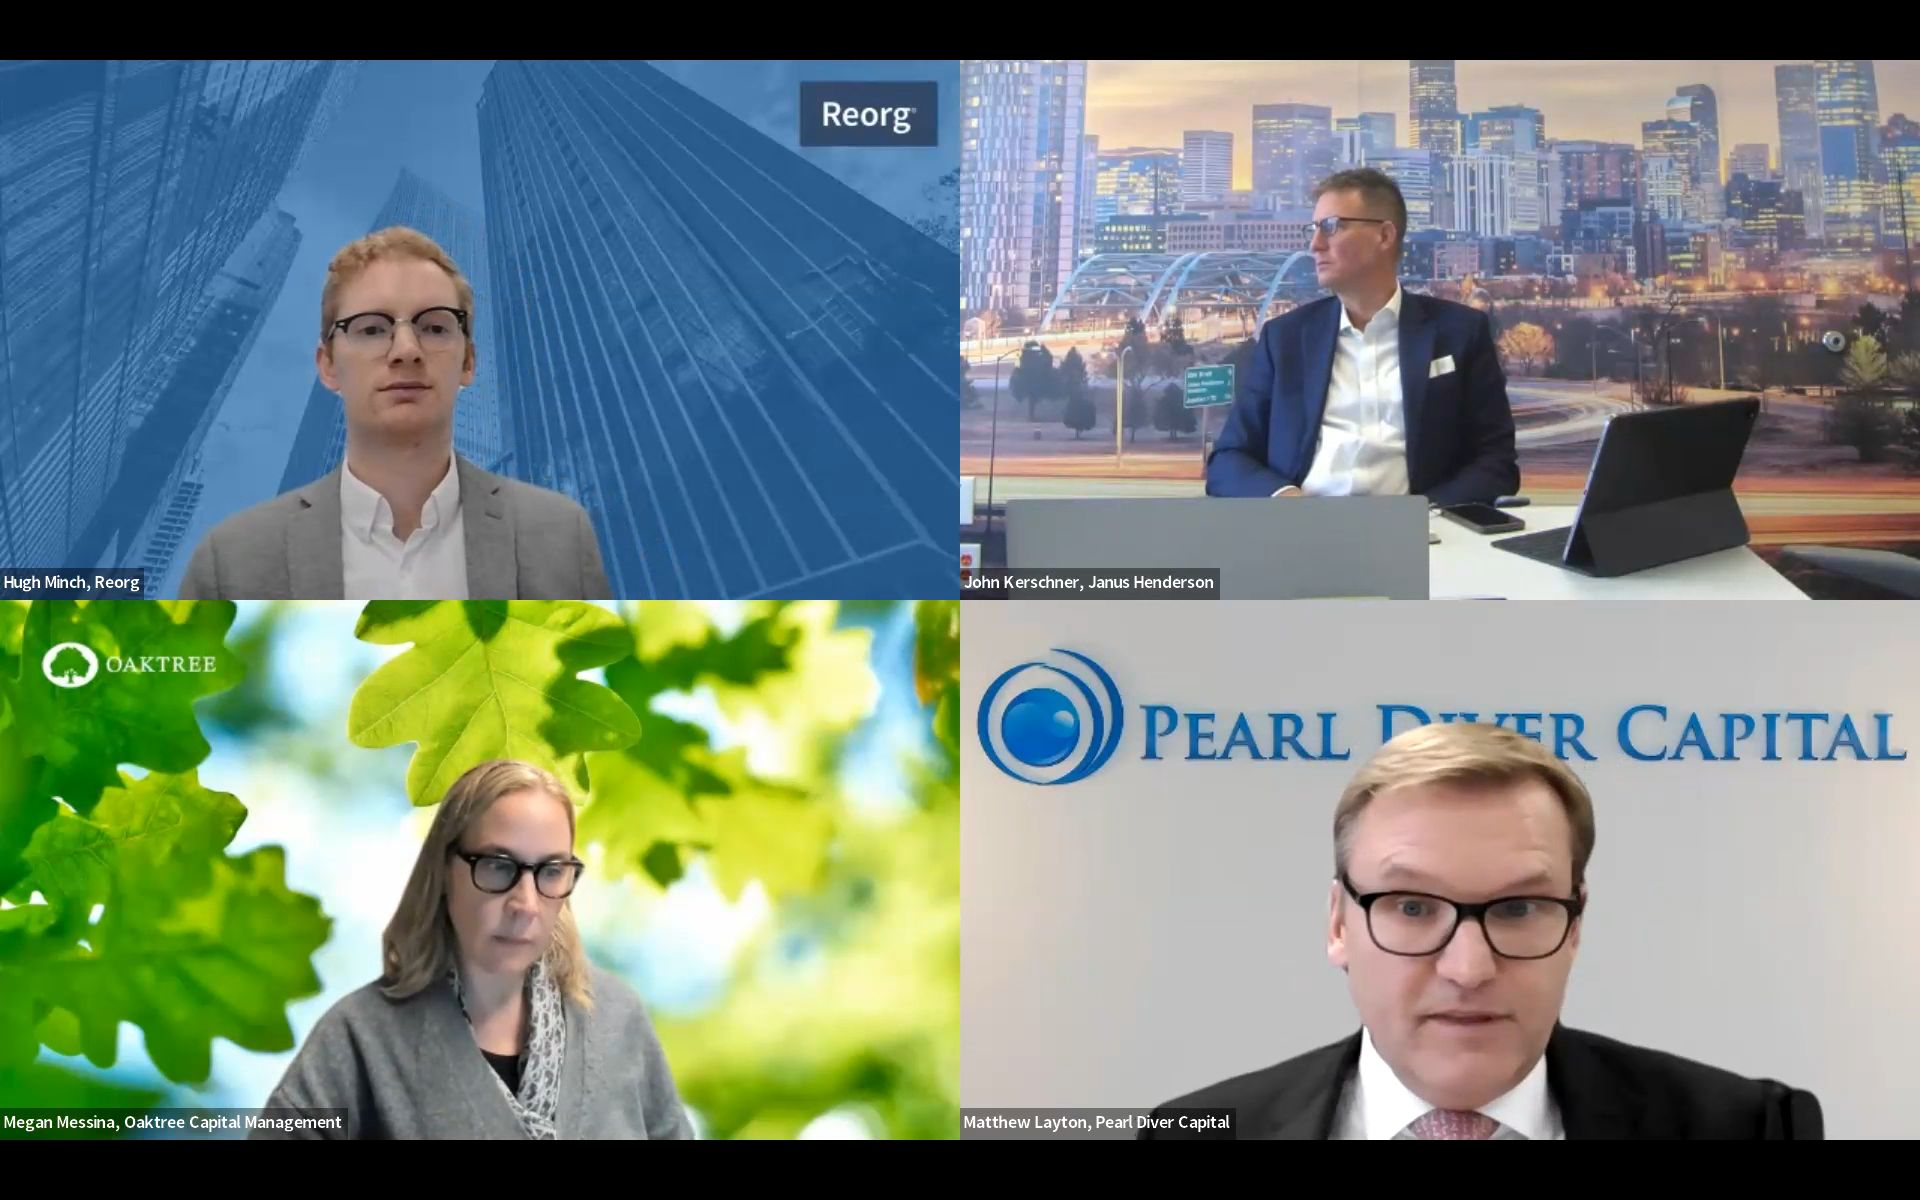 Reorg
Hugh Minch, Reorg
John Kerschner, Janus Henderson
OAKTREE
PEARL DIVER CAPITAL
Megan Messina, Oaktree Capital Management
Matthew Layton, Pearl Diver Capital